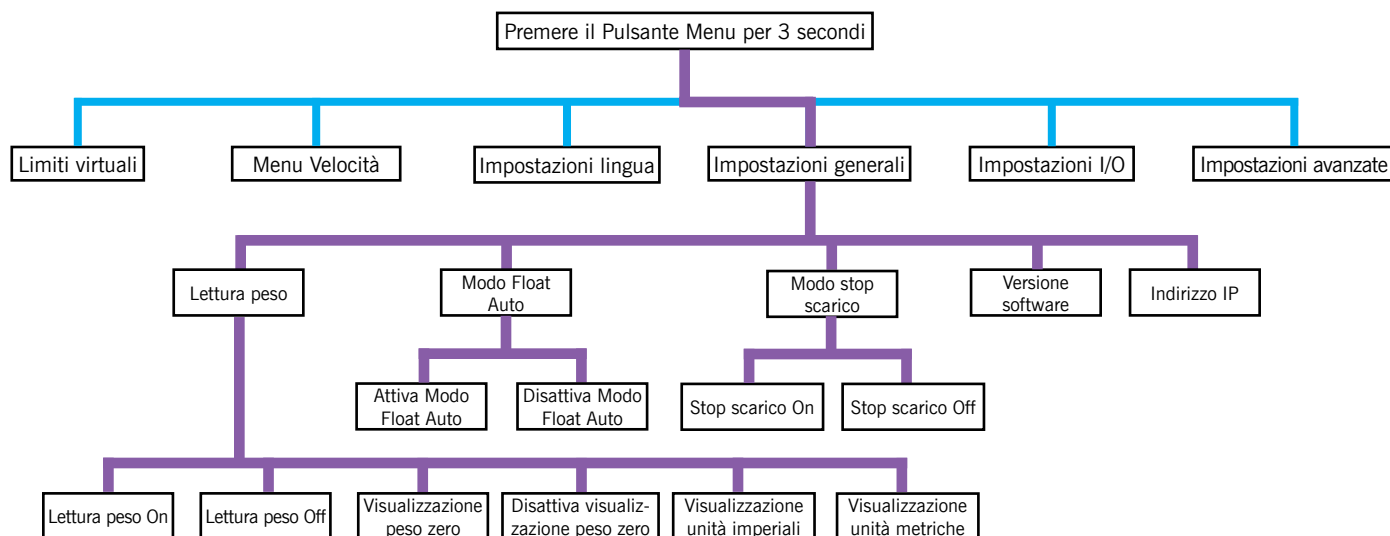 Premere il Pulsante Menu per 3 secondi
Limiti virtuali
Menu Velocità
Impostazioni lingua
Impostazioni generali
Impostazioni I/O
Impostazioni avanzate
Lettura peso
Modo Float
Auto
Modo stop
scarico
Versione
software
Indirizzo IP
Attiva Modo
Float Auto
Disattiva Modo
Float Auto
Stop scarico On
Stop scarico Off
Lettura peso On
Lettura peso Off
Visualizzazione
peso zero
Disattiva visualiz-
zazione peso zero
Visualizzazione
unità imperiali
Visualizzazione
unità metriche